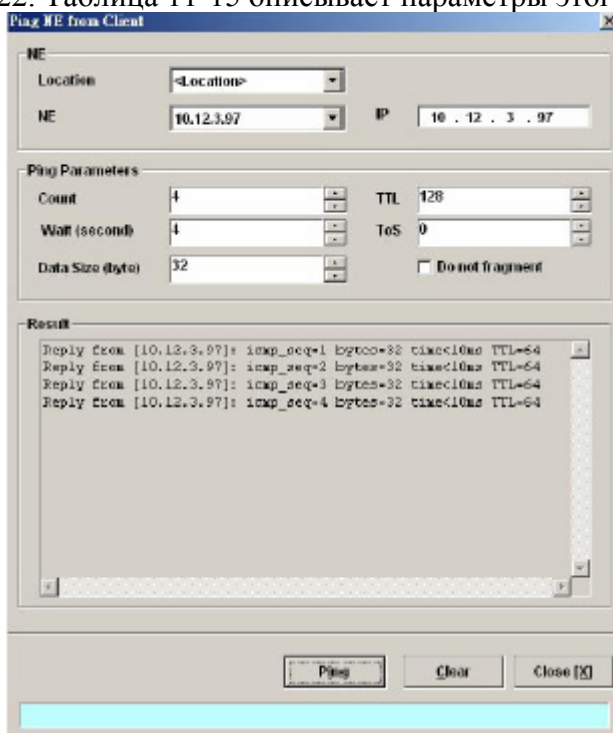 22. Таблица 11-15 описывает параметры этог
Ping NE from Client
NE
Location <Location>
NE 10.12.3.97 IP 10 . 12 . 3 . 97
Ping Parameters
Count 4 TTL 128
Wait (second) 4 ToS 0
Data Size (byte) 32 Do not fragment
Result
Reply from [10.12.3.97]: icmp_seq=1 bytes=32 time<10ms TTL=64
Reply from [10.12.3.97]: icmp_seq=2 bytes=32 time<10ms TTL=64
Reply from [10.12.3.97]: icmp_seq=3 bytes=32 time<10ms TTL=64
Reply from [10.12.3.97]: icmp_seq=4 bytes=32 time<10ms TTL=64
Ping Clear Close [X]